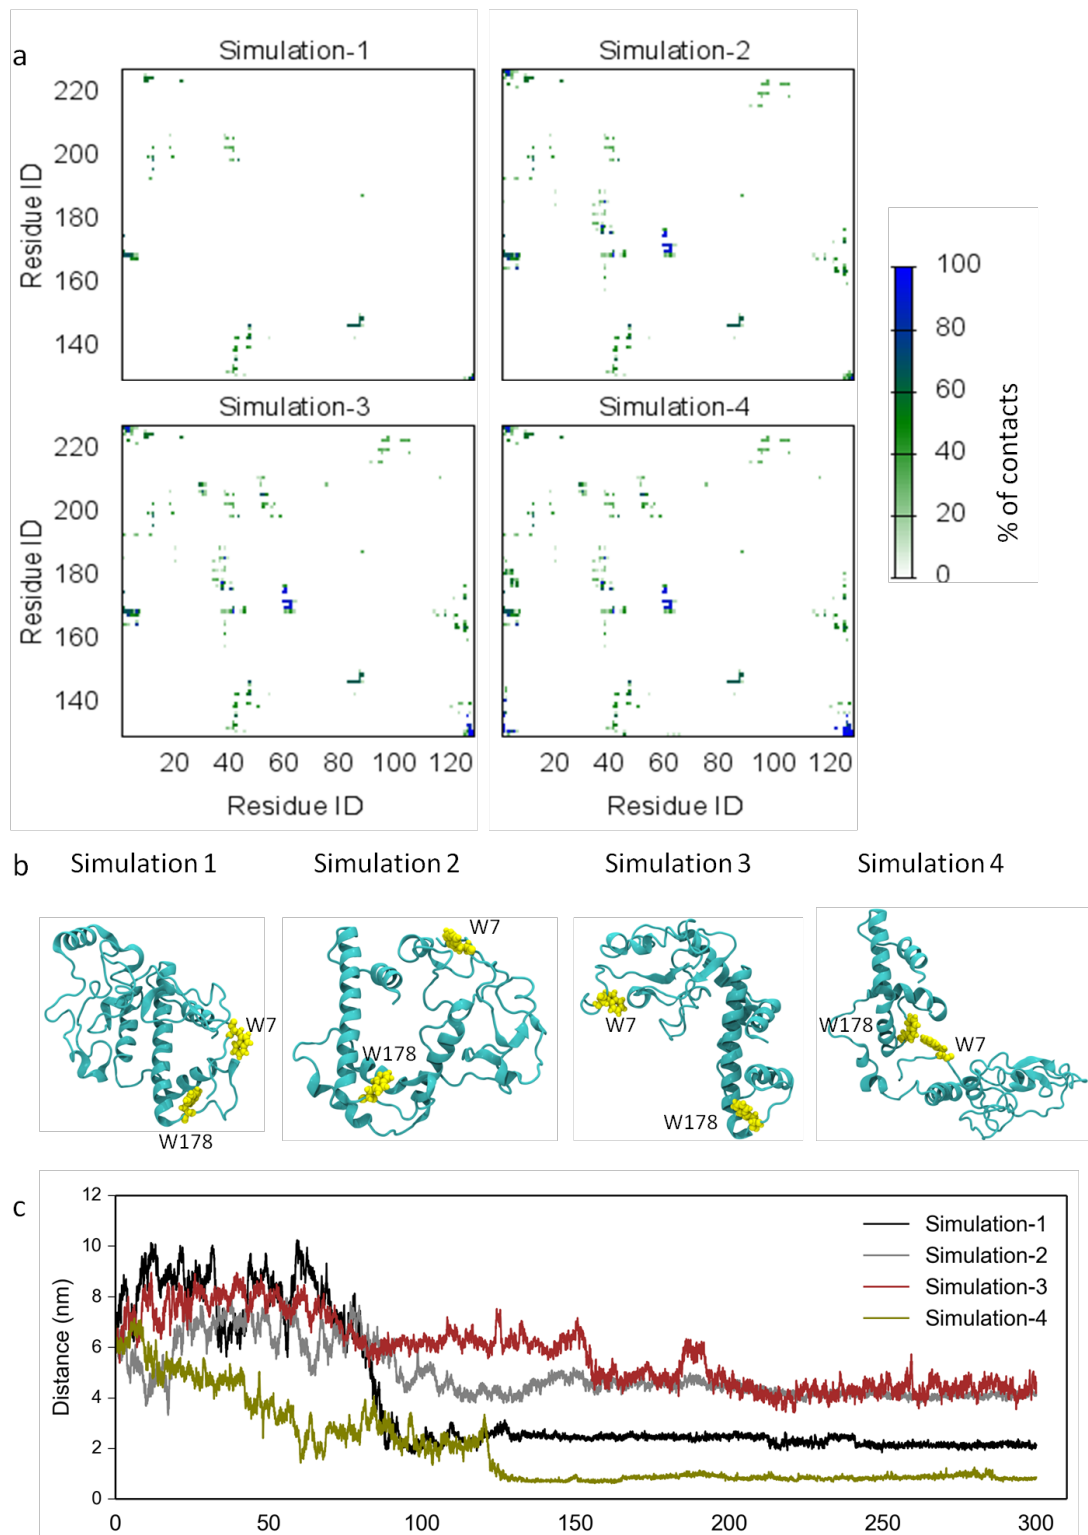 a
Simulation-1
Simulation-2
220
200
180
160
140
Residue ID
Simulation-3
Simulation-4
220
200
180
160
140
Residue ID
20 40 60 80 100 120
20 40 60 80 100 120
Residue ID
Residue ID
100
80
60
40
20
0
% of contacts
b
Simulation 1
Simulation 2
Simulation 3
Simulation 4
W7
W178
W7
W178
W7
W178
W178
W7
c
12
10
8
6
4
2
0
Distance (nm)
Simulation-1
Simulation-2
Simulation-3
Simulation-4
0 50 100 150 200 250 300